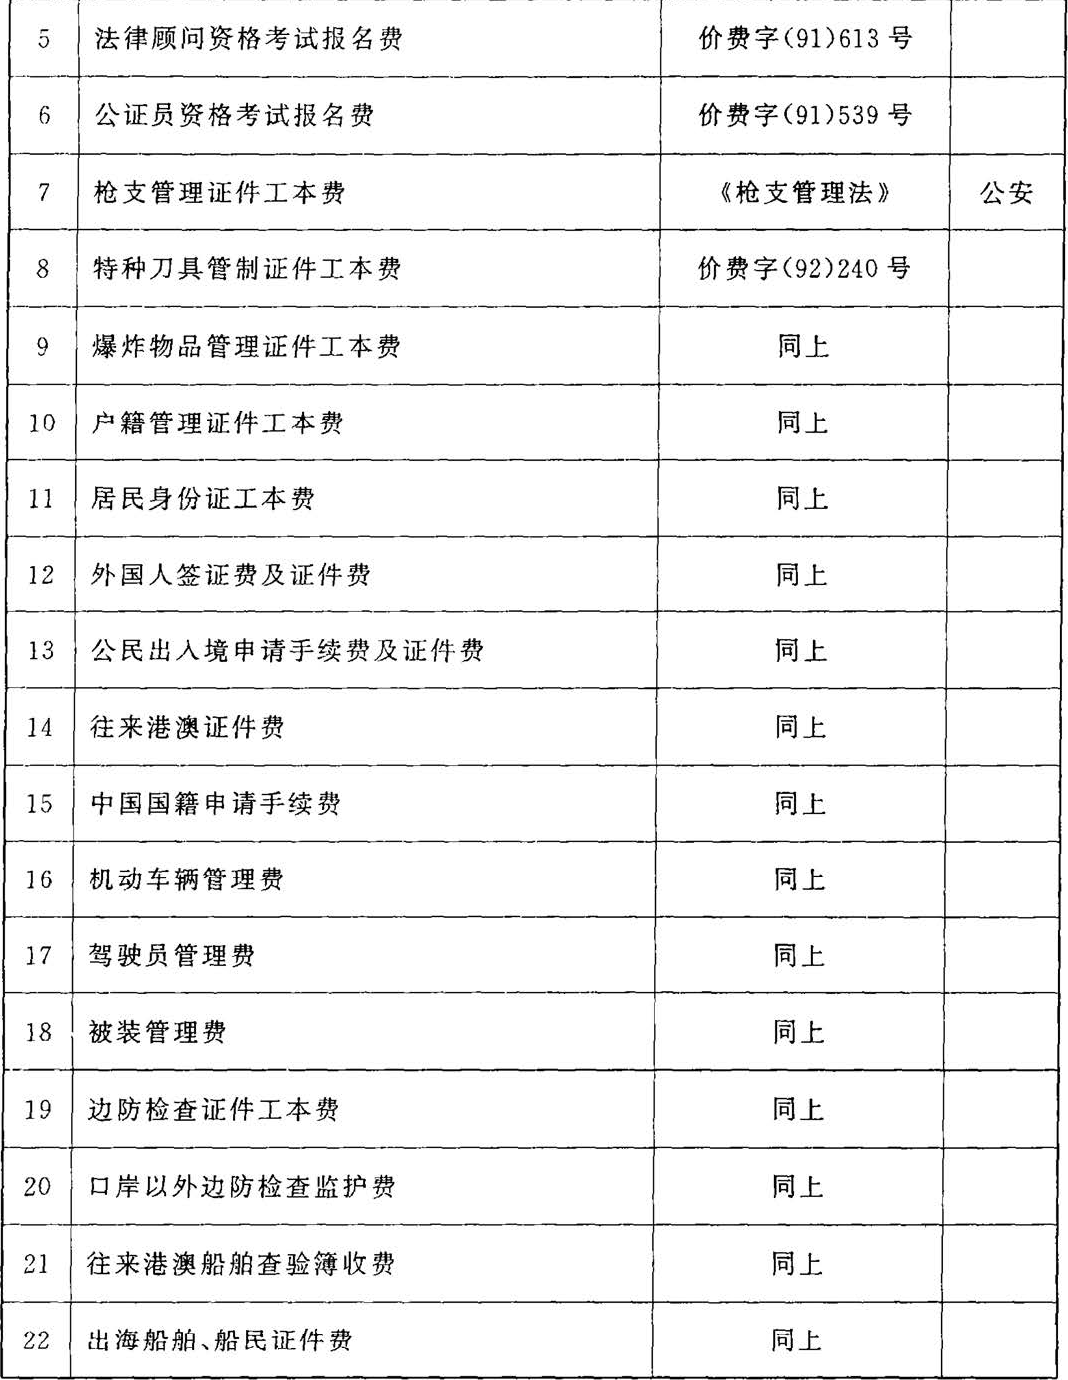 5 法律顾问资格考试报名费 价费字(91)613号
6 公证员资格考试报名费 价费字(91)539号
7 枪支管理证件工本费 《枪支管理法》 公安
8 特种刀具管制证件工本费 价费字(92)240号
9 爆炸物品管理证件工本费 同上
10 户籍管理证件工本费 同上
11 居民身份证工本费 同上
12 外国人签证费及证件费 同上
13 公民出入境申请手续费及证件费 同上
14 往来港澳证件费 同上
15 中国国籍申请手续费 同上
16 机动车辆管理费 同上
17 驾驶员管理费 同上
18 被装管理费 同上
19 边防检查证件工本费 同上
20 口岸以外边防检查监护费 同上
21 往来港澳船舶查验簿收费 同上
22 出海船舶、船民证件费 同上